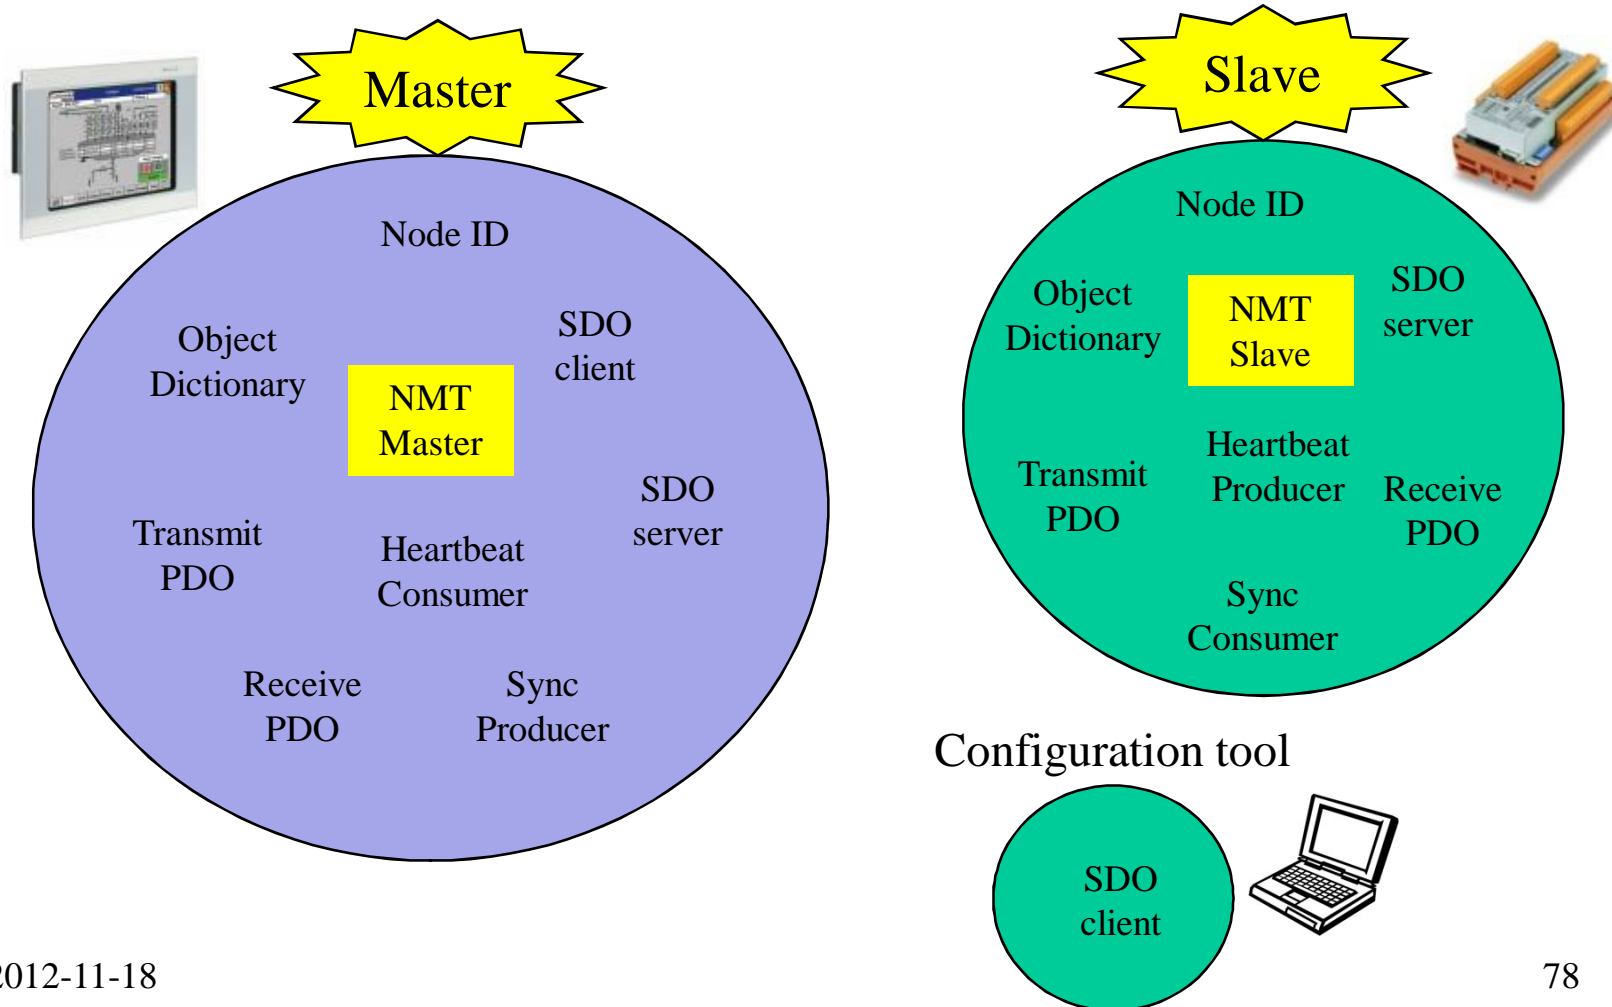 Master
Node ID
Object
Dictionary
SDO
client
NMT
Master
SDO
server
Transmit
PDO
Heartbeat
Consumer
Receive
PDO
Sync
Producer
Slave
Node ID
Object
Dictionary
NMT
Slave
SDO
server
Transmit
PDO
Heartbeat
Producer
Receive
PDO
Sync
Consumer
Configuration tool
SDO
client
2012-11-18
78